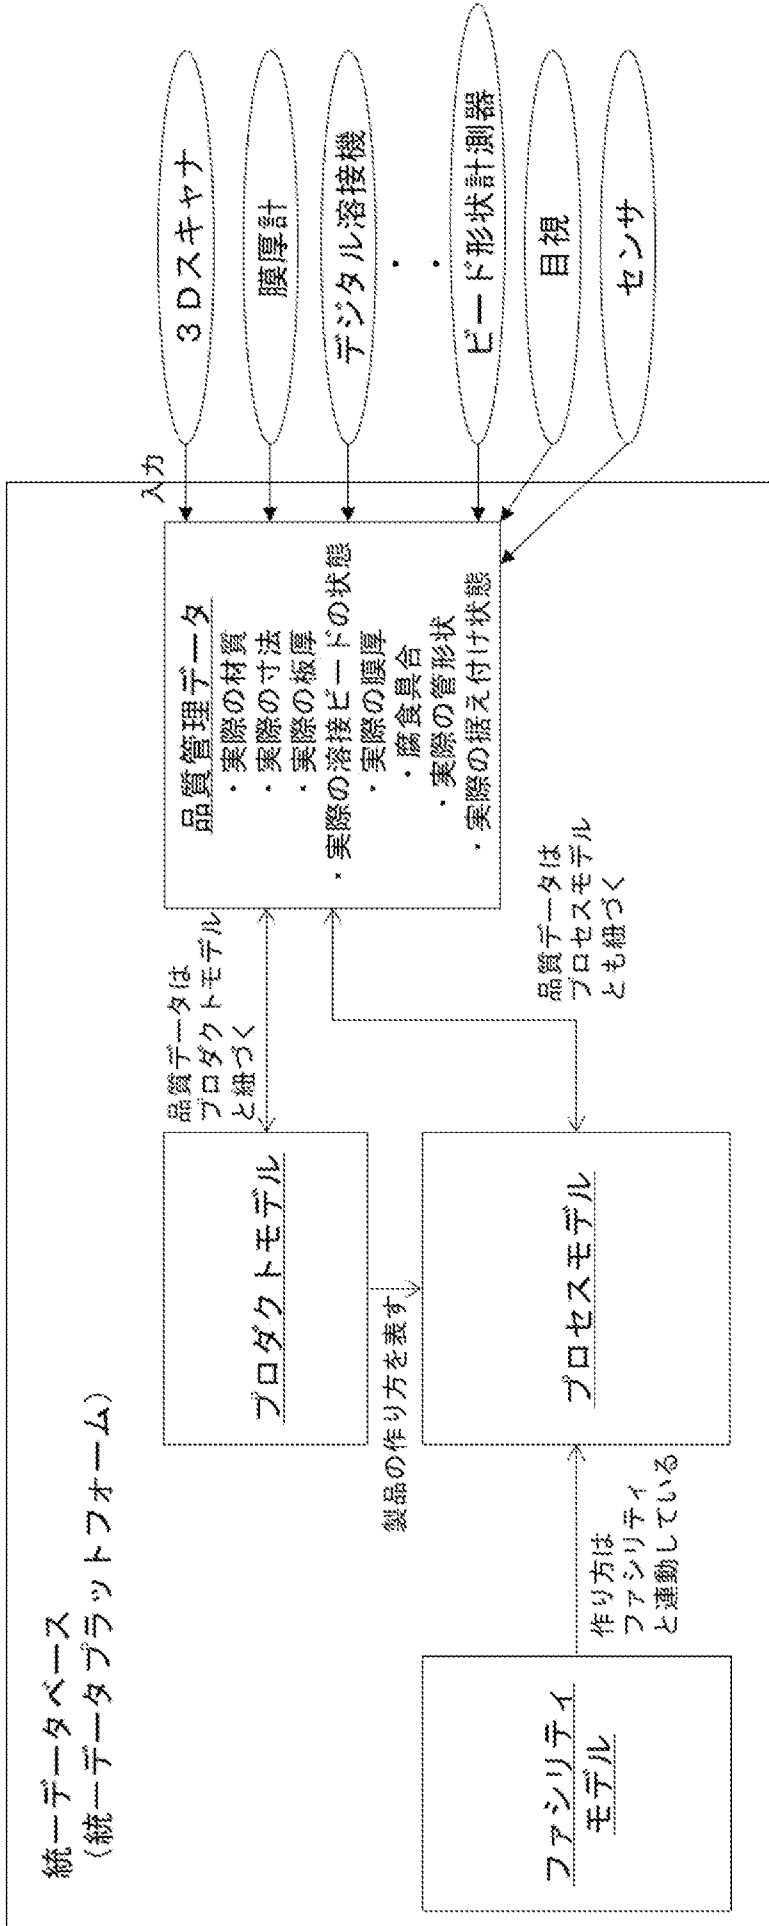 統一データベース
(統一データプラットフォーム)
ファシリティ
モデル
作り方は
ファシリティ
と連動している
プロダクトモデル
製品の作り方を表す
プロセスモデル
品質データは
プロダクトモデル
と紐づく
品質データは
プロセスモデル
とも紐づく
品質管理データ
・実際の材質
・実際の寸法
・実際の板厚
・実際の溶接ビードの状態
・実際の膜厚
・腐食具合
・実際の管形状
・実際の据え付け状態
入力
3Dスキャナ
膜厚計
デジタル溶接機
・・
ビード形状計測器
目視
センサ